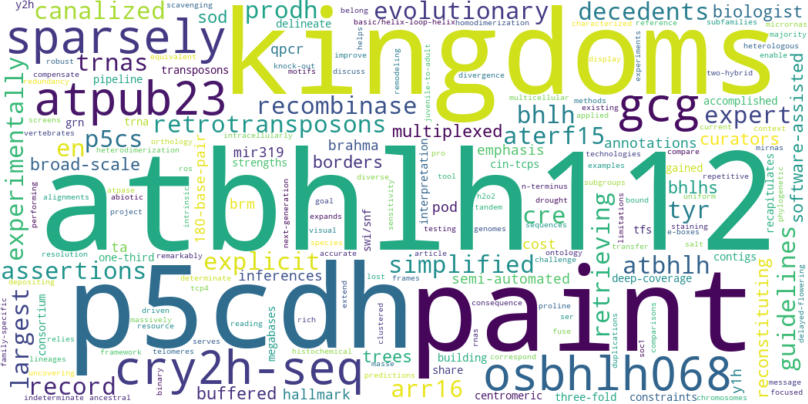 y2h
scavenging
canalized
sod
prodh
evolutionary
decedents
biologist
basic/helix-loop-helix
homodimerization
belong
helps
characterized
reference
subfamilies
micrornas
sparsely
kingdoms
delineate
improve
majority
robust
equivalent
trnas
qpcr
knock-out
motifs
discuss
experiments
heterologous
compensate
pipeline
transposons
display
enable
redundancy
two-hybrid
atpub23
recombinase
remodeling
juvenile-to-adult
divergence
gcg
accomplished
screens
grn
trna
orthology
multicellular
methods
existing
bhlh
expert
vertebrates
retrotransposons
multiplexed
applied
current
context
experimentally
en
p5cs
intracellularly
heterodimerization
aterf15
annotations
mirnas
mir319
brahma
borders
emphasis
technologies
compare
curators
software-assisted
broad-scale
strengths
cin-tcps
gained
repetitive
recapitulates
atpase
ros
diverse
pro
examples
phylogenetic
alignments
abiotic
180-base-pair
intrinsic
brm
goal
tool
n-terminus
subgroups
bhlhs
performing
project
next-generation
expands
swi/snf
sensitivity
interpretation
h2o2
drought
cre
tyr
uniform
staining
e-boxes
atbhlh112
resolution
visual
testing
pod
tandem
bound
tfs
limitations
ta
species
accurate
genomes
sequences
transfer
salt
one-third
remarkably
article
cost
ontology
challenge
assertions
explicit
simplified
retrieving
atbhlh
contigs
guidelines
depositing
determinate
lost
frames
semi-automated
deep-coverage
tcp4
inferences
consequence
proline
duplications
comparisons
family-specific
largest
consortium
driven
massively
resource
reading
megabases
p5cdh
paint
extend
rnas
ser
soc1
reconstituting
delayed-flowering
relies
serves
rich
fuse
lineages
telomeres
clustered
trees
building
correspond
y1h
framework
histochemical
masse
share
constraints
message
uncovering
record
binary
cry2h-seq
predictions
arr16
osbhlh068
focused
indeterminate
ancestral
buffered
hallmark
centromeric
three-fold
chromosomes